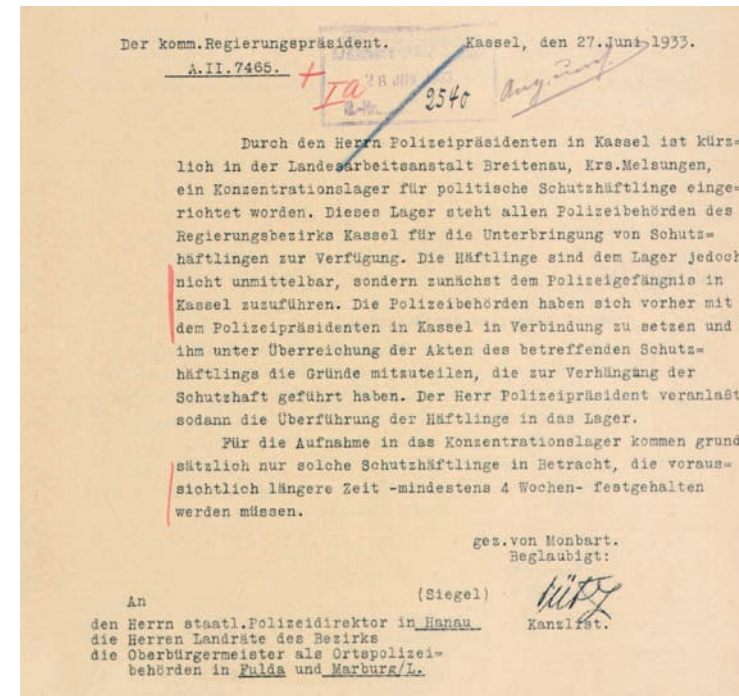 Der komm.Regierungspräsident. Kassel, den 27.Juni 1933.
A.II.7465.
+ Ia
28 JUN 1933
2540
Durch den Herrn Polizeipräsidenten in Kassel ist kürz=
lich in der Landesarbeitsanstalt Breitenau, Krs.Melsungen,
ein Konzentrationslager für politische Schutzhäftlinge einge=
richtet worden. Dieses Lager steht allen Polizeibehörden des
Regierungsbezirks Kassel für die Unterbringung von Schutz=
häftlingen zur Verfügung. Die Häftlinge sind dem Lager jedoch
nicht unmittelbar, sondern zunächst dem Polizeigefängnis in
Kassel zuzuführen. Die Polizeibehörden haben sich vorher mit
dem Polizeipräsidenten in Kassel in Verbindung zu setzen und
ihm unter Überreichung der Akten des betreffenden Schutz=
häftlings die Gründe mitzuteilen, die zur Verhängung der
Schutzhaft geführt haben. Der Herr Polizeipräsident veranlaßt
sodann die Überführung der Häftlinge in das Lager.
Für die Aufnahme in das Konzentrationslager kommen grund
sätzlich nur solche Schutzhäftlinge in Betracht, die voraus=
sichtlich längere Zeit -mindestens 4 Wochen- festgehalten
werden müssen.
gez.von Monbart.
Beglaubigt:
(Siegel)
Kanzlist.
An
den Herrn staatl.Polizeidirektor in Hanau
die Herren Landräte des Bezirks
die Oberbürgermeister als Ortspolizei=
behörden in Fulda und Marburg/L.